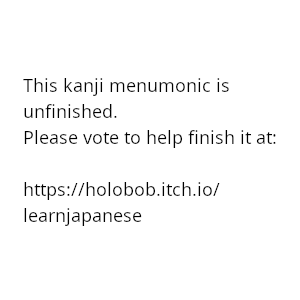 This kanji menumonic is
unfinished.
Please vote to help finish it at:
https://holobob.itch.io/
learnjapanese